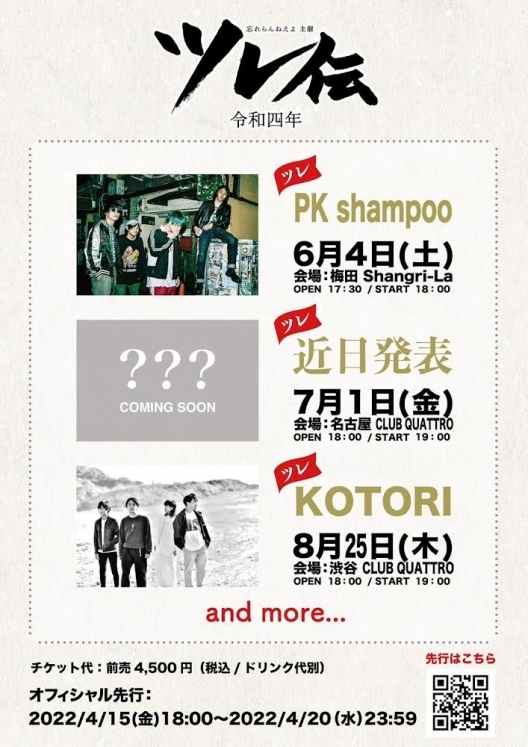 忘れらんねえよ 主催
ツレ伝
令和四年
ツレ
PK shampoo
6月4日(土)
会場：梅田 Shangri-La
OPEN 17：30 / START 18：00
???
COMING SOON
ツレ
近日発表
7月1日(金)
会場：名古屋 CLUB QUATTRO
OPEN 18：00 / START 19：00
ツレ
KOTORI
8月25日(木)
会場：渋谷 CLUB QUATTRO
OPEN 18：00 / START 19：00
and more...
チケット代：前売 4,500 円（税込 / ドリンク代別）
先行はこちら
オフィシャル先行：
2022/4/15(金)18:00〜2022/4/20(水)23:59